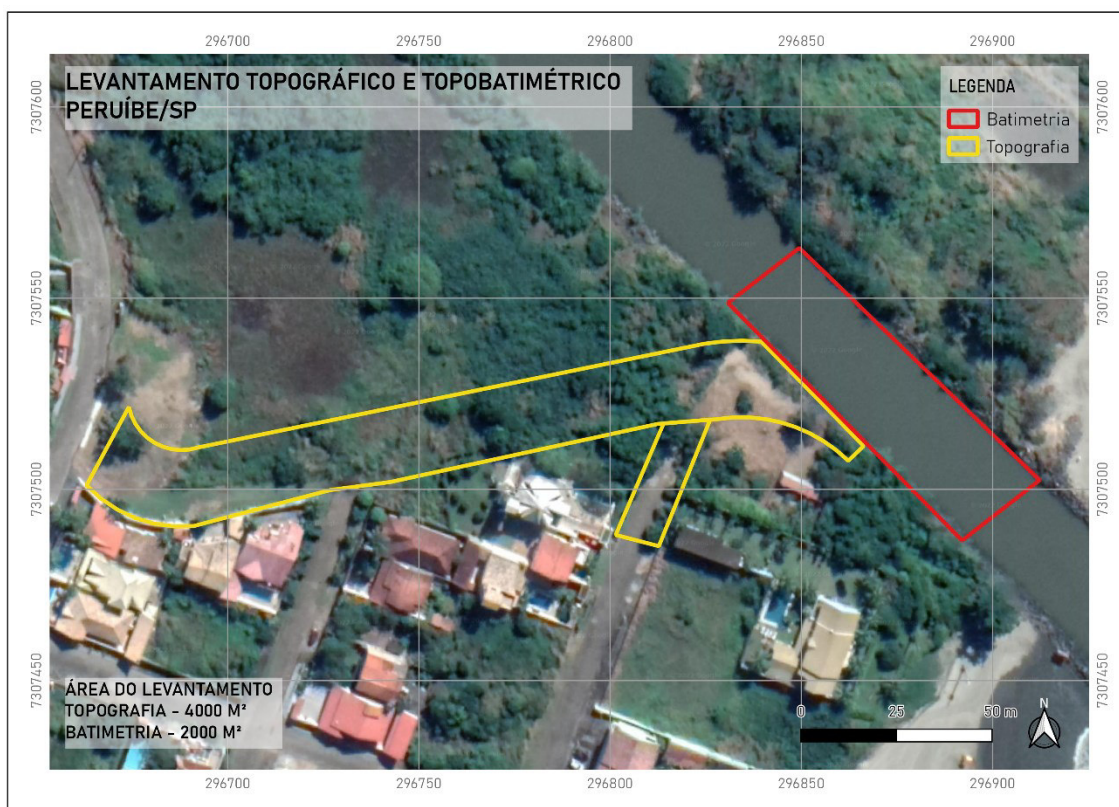 296700 296750 296800 296850 296900
LEVANTAMENTO TOPOGRÁFICO E TOPOBATIMÉTRICO
PERUÍBE/SP
LEGENDA
Batimetria
Topografia
7307600 7307600
7307550 7307550
7307500 7307500
7307450 7307450
ÁREA DO LEVANTAMENTO
TOPOGRAFIA - 4000 M²
BATIMETRIA - 2000 M²
0 25 50 m
N
296700 296750 296800 296850 296900